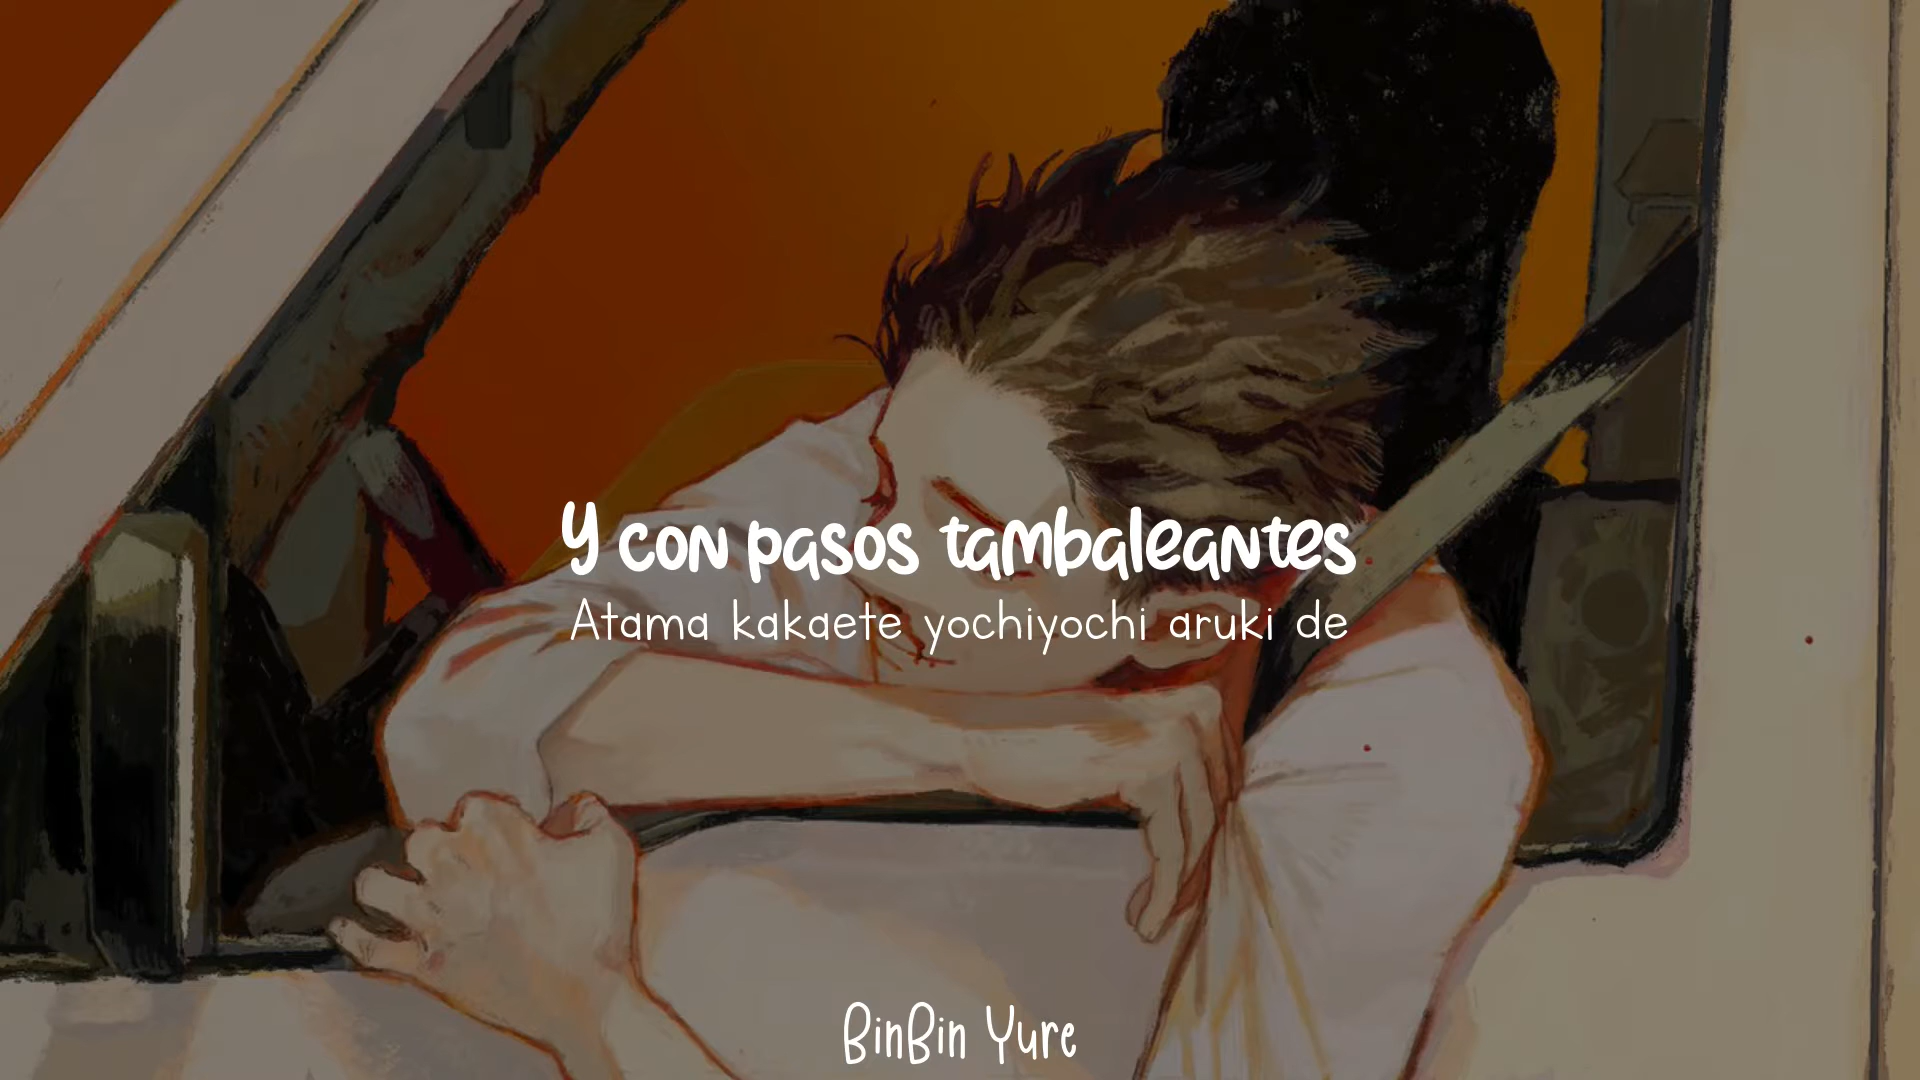 Y con pasos tambaleantes
Atama kakaete yochiyochi aruki de
BinBin Yure